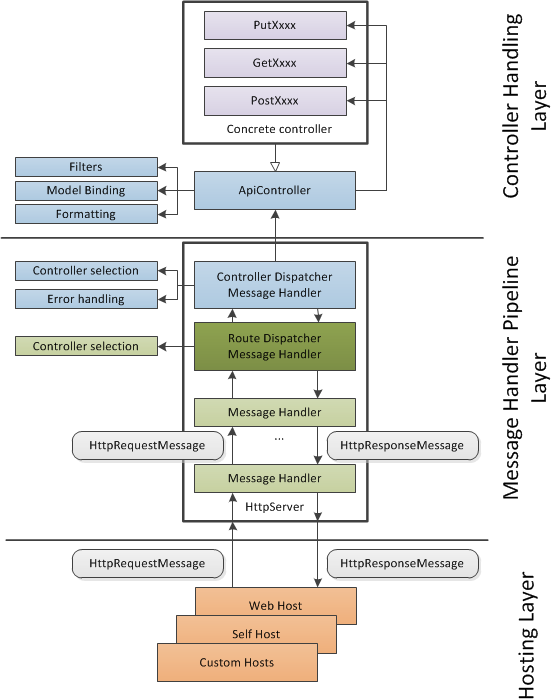 PutXxxx
GetXxxx
PostXxxx
Concrete controller
Controller Handling
Layer
Filters
Model Binding
Formatting
ApiController
Controller selection
Error handling
Controller Dispatcher
Message Handler
Controller selection
Route Dispatcher
Message Handler
Message Handler
...
HttpRequestMessage
HttpResponseMessage
Message Handler
HttpServer
Message Handler Pipeline
Layer
HttpRequestMessage
HttpResponseMessage
Web Host
Self Host
Custom Hosts
Hosting Layer